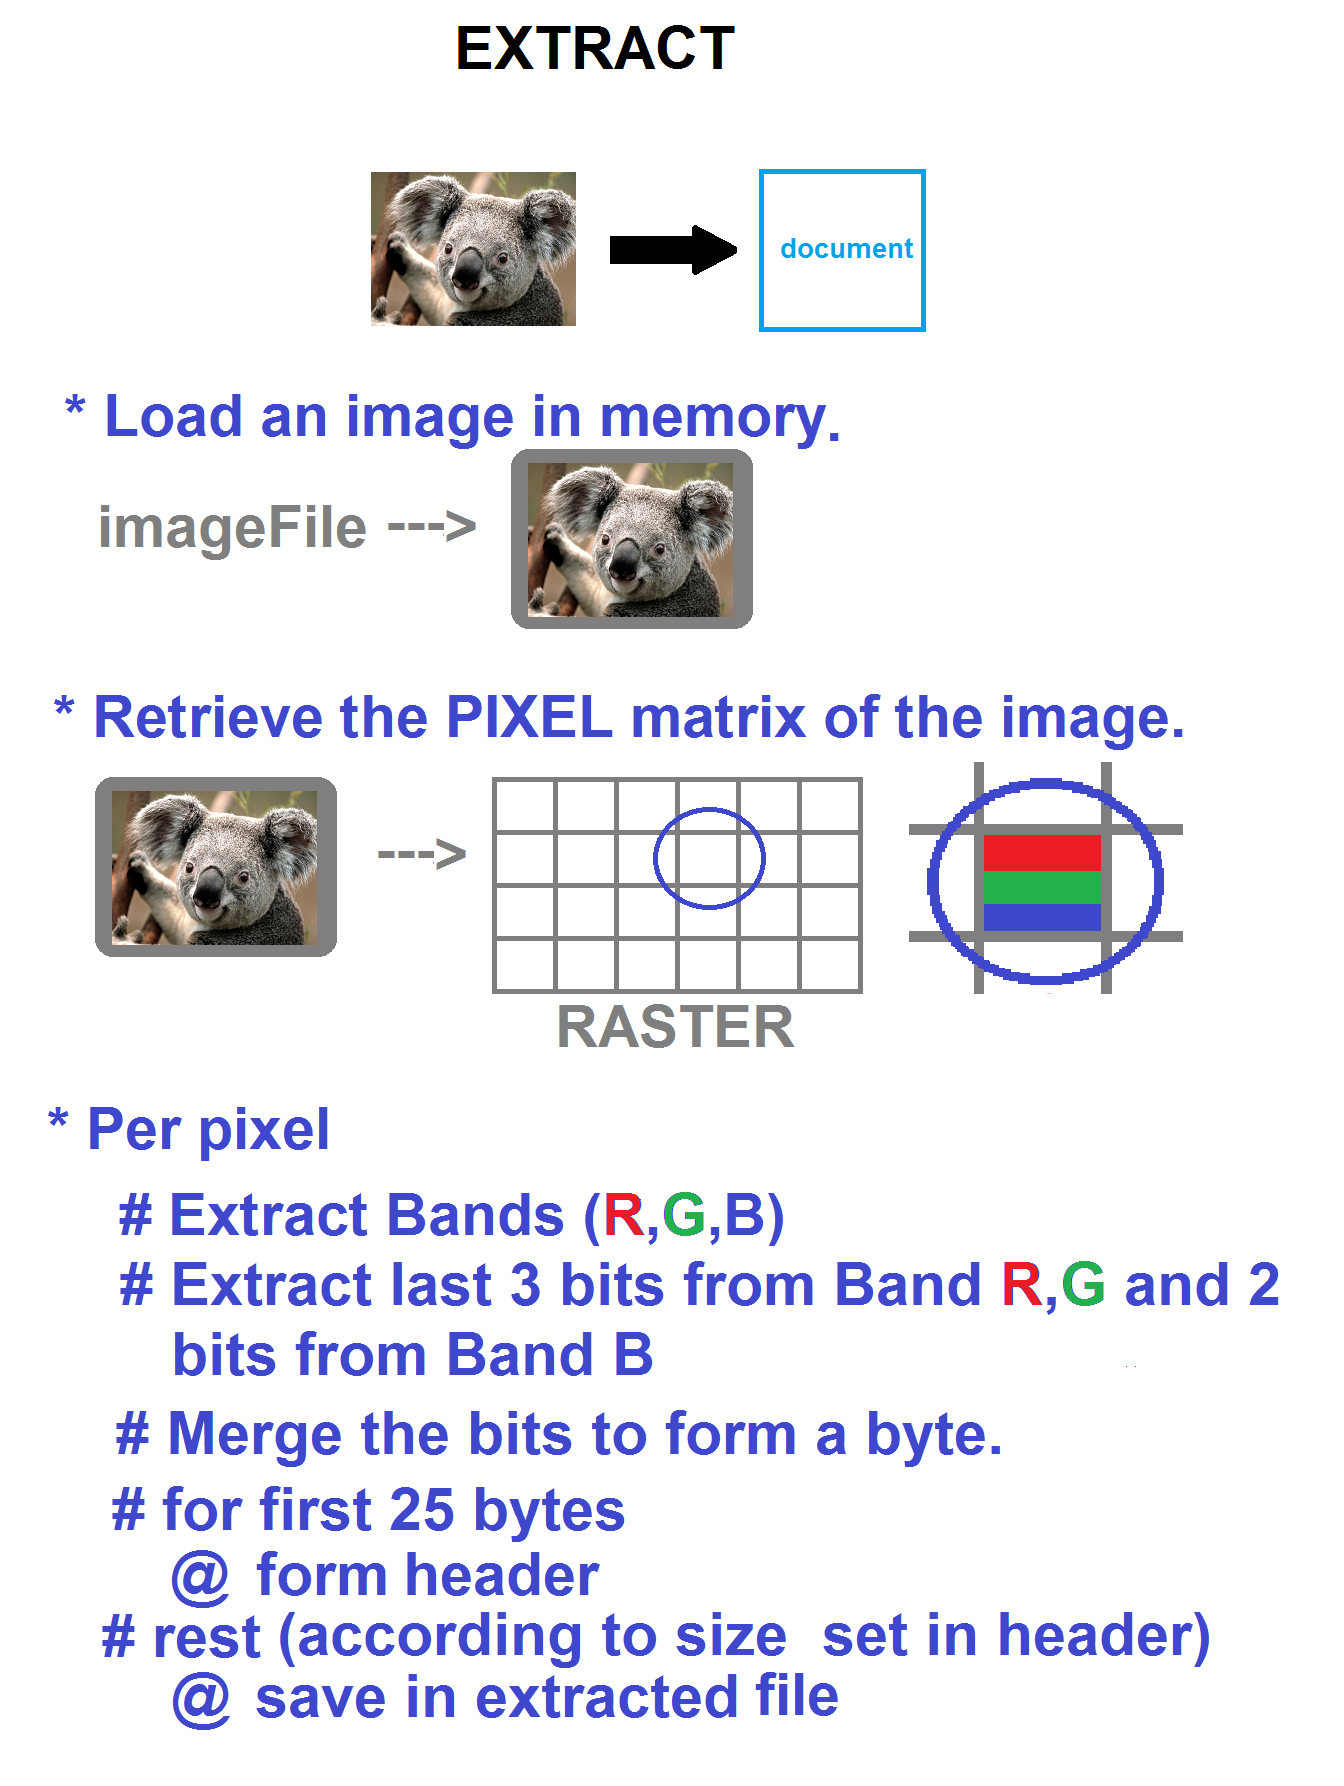 EXTRACT
document
* Load an image in memory.
imageFile --->
* Retrieve the PIXEL matrix of the image.
--->
RASTER
* Per pixel
# Extract Bands (R,G,B)
# Extract last 3 bits from Band R,G and 2
bits from Band B
# Merge the bits to form a byte.
# for first 25 bytes
@ form header
# rest (according to size set in header)
@ save in extracted file